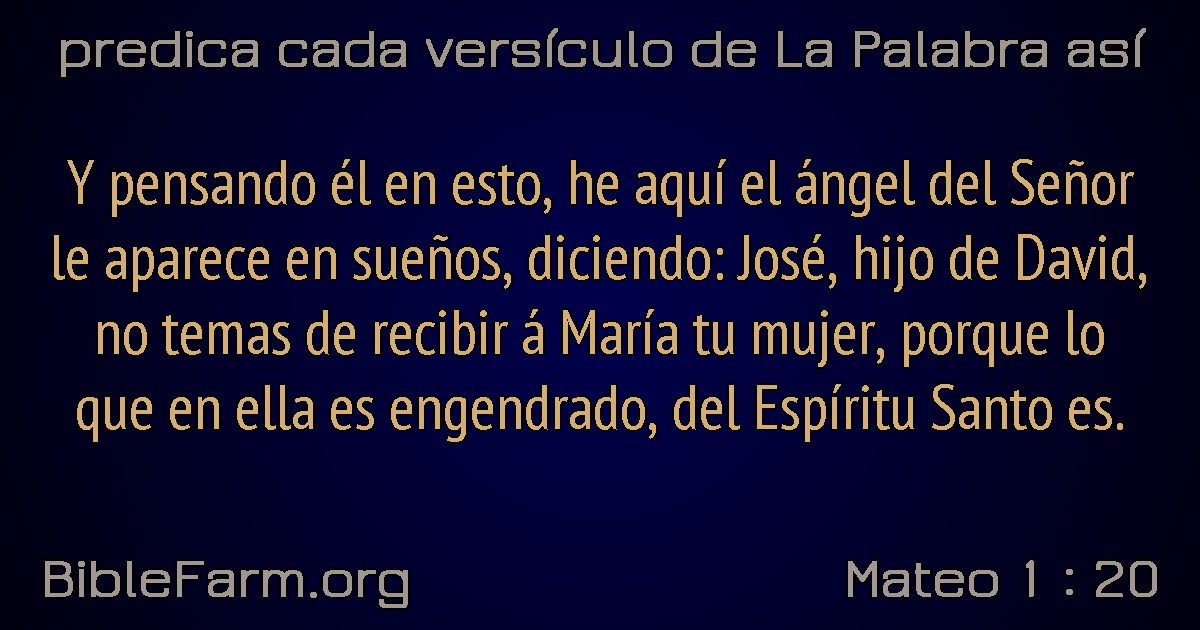 predica cada versículo de La Palabra así
Y pensando él en esto, he aquí el ángel del Señor
le aparece en sueños, diciendo: José, hijo de David,
no temas de recibir á María tu mujer, porque lo
que en ella es engendrado, del Espíritu Santo es.
BibleFarm.org
Mateo 1 : 20